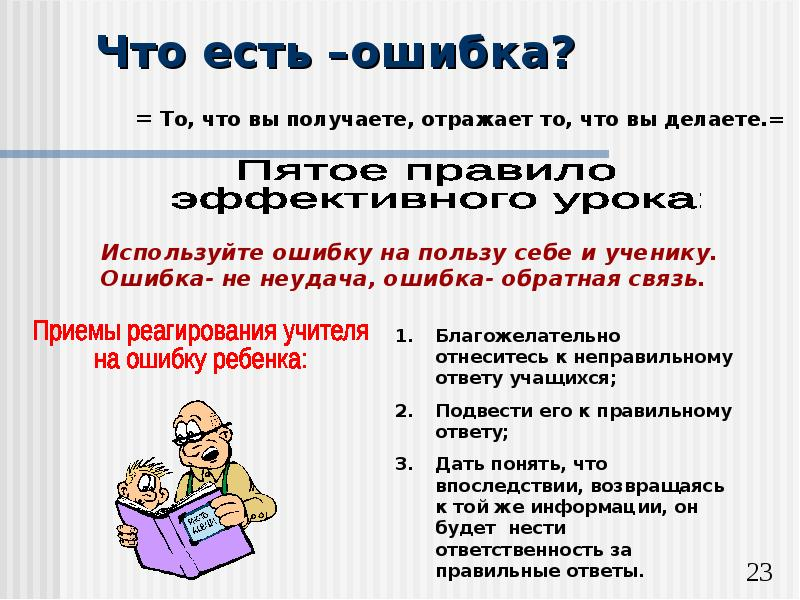 Что есть –ошибка?
= То, что вы получаете, отражает то, что вы делаете.=
Пятое правило
эффективного урока:
Используйте ошибку на пользу себе и ученику.
Ошибка- не неудача, ошибка- обратная связь.
Приемы реагирования учителя
на ошибку ребенка:
1. Благожелательно
отнеситесь к неправильному
ответу учащихся;
2. Подвести его к правильному
ответу;
3. Дать понять, что
впоследствии, возвращаясь
к той же информации, он
будет нести
ответственность за
правильные ответы.
23